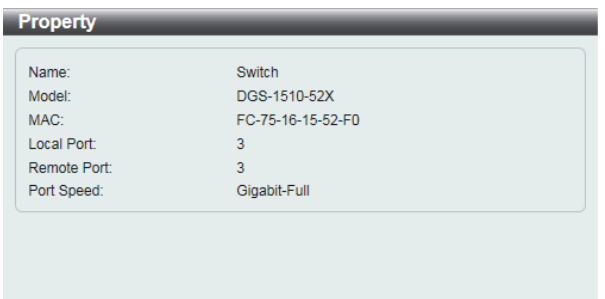 Property
Name: Switch
Model: DGS-1510-52X
MAC: FC-75-16-15-52-F0
Local Port: 3
Remote Port: 3
Port Speed: Gigabit-Full